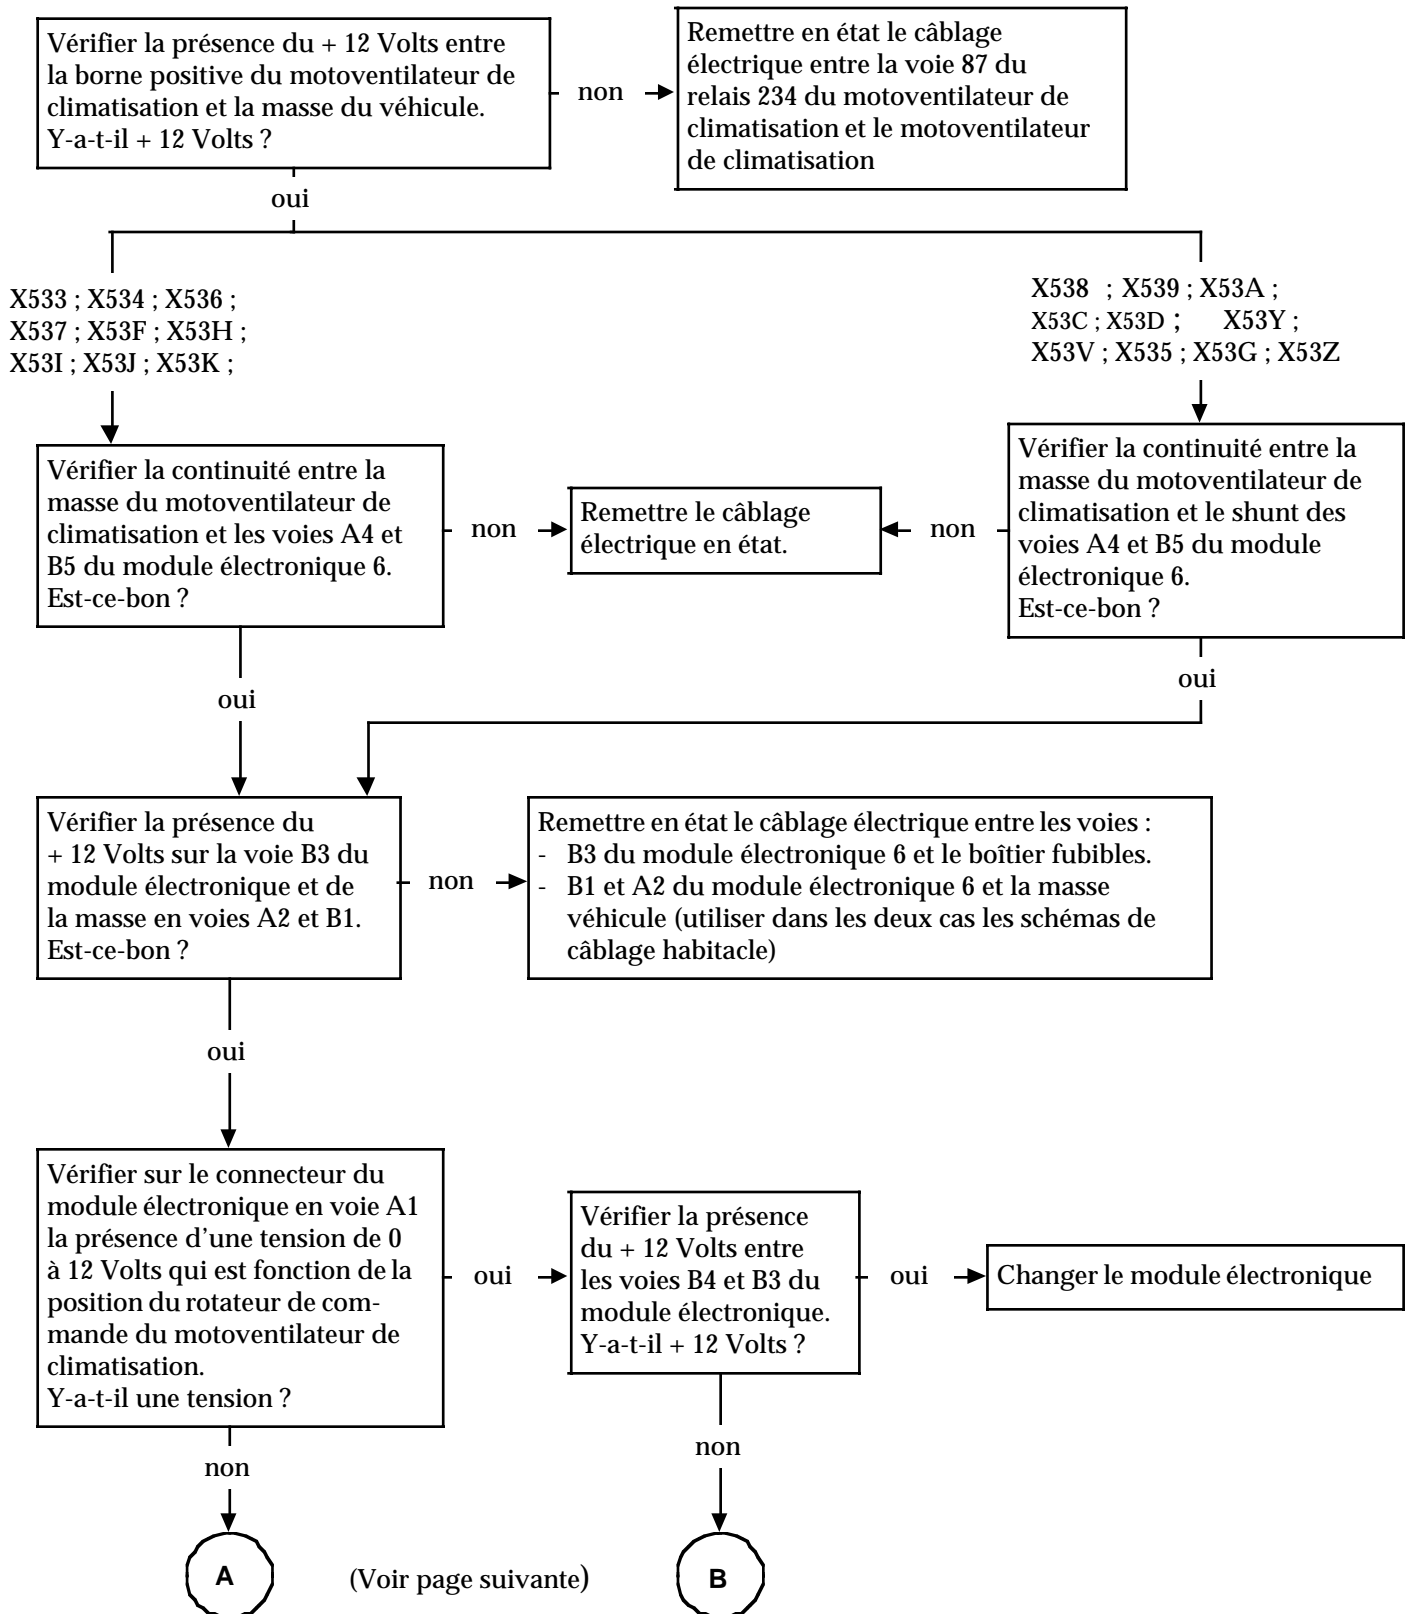 Vérifier la présence du + 12 Volts entre
la borne positive du motoventilateur de
climatisation et la masse du véhicule.
Y-a-t-il + 12 Volts ?
non
Remettre en état le câblage
électrique entre la voie 87 du
relais 234 du motoventilateur de
climatisation et le motoventilateur
de climatisation
oui
X533 ; X534 ; X536 ;
X537 ; X53F ; X53H ;
X53I ; X53J ; X53K ;
X538 ; X539 ; X53A ;
X53C ; X53D ; X53Y ;
X53V ; X535 ; X53G ; X53Z
Vérifier la continuité entre la
masse du motoventilateur de
climatisation et les voies A4 et
B5 du module électronique 6.
Est-ce-bon ?
non
Remettre le câblage
électrique en état.
non
Vérifier la continuité entre la
masse du motoventilateur de
climatisation et le shunt des
voies A4 et B5 du module
électronique 6.
Est-ce-bon ?
oui
oui
Vérifier la présence du
+ 12 Volts sur la voie B3 du
module électronique et de
la masse en voies A2 et B1.
Est-ce-bon ?
non
Remettre en état le câblage électrique entre les voies :
- B3 du module électronique 6 et le boîtier fubibles.
- B1 et A2 du module électronique 6 et la masse
véhicule (utiliser dans les deux cas les schémas de
câblage habitacle)
oui
Vérifier sur le connecteur du
module électronique en voie A1
la présence d'une tension de 0
à 12 Volts qui est fonction de la
position du rotateur de com-
mande du motoventilateur de
climatisation.
Y-a-t-il une tension ?
oui
Vérifier la présence
du + 12 Volts entre
les voies B4 et B3 du
module électronique.
Y-a-t-il + 12 Volts ?
oui
Changer le module électronique
non
non
A
(Voir page suivante)
B